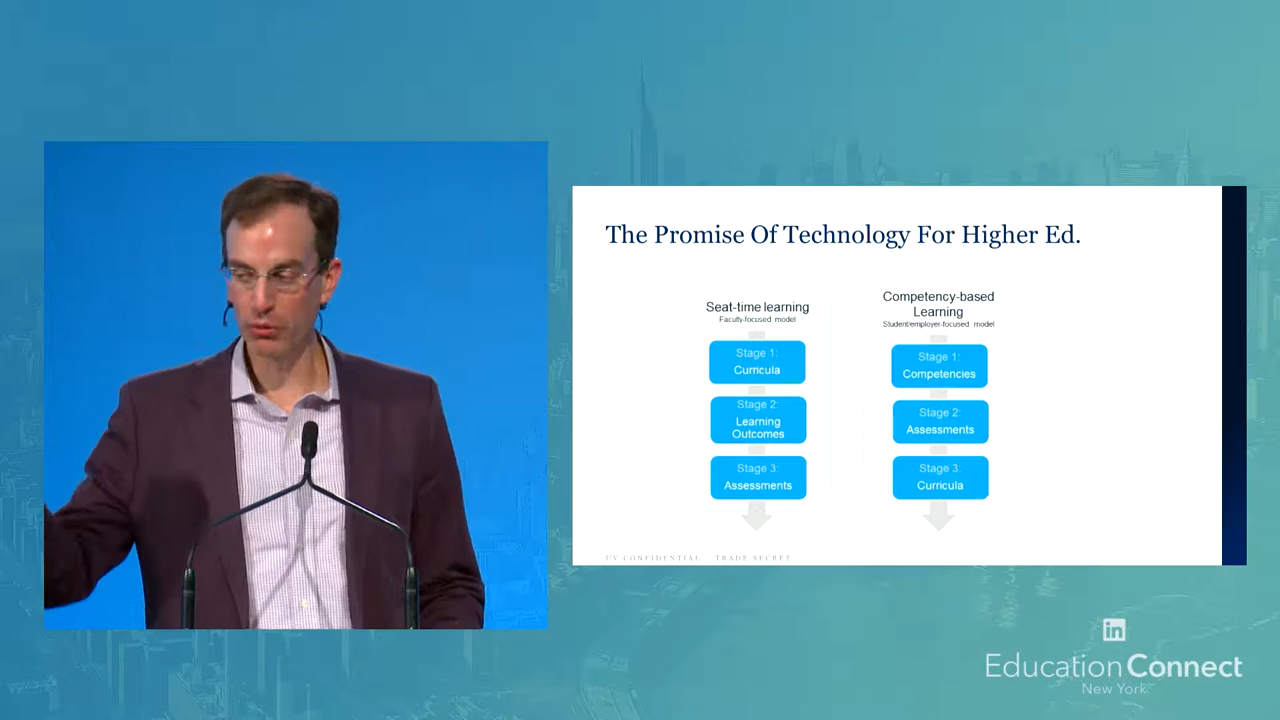 The Promise Of Technology For Higher Ed.
Seat-time learning
Faculty-focused model
Stage 1:
Curricula
Stage 2:
Learning
Outcomes
Stage 3:
Assessments
Competency-based
Learning
Student/employer-focused model
Stage 1:
Competencies
Stage 2:
Assessments
Stage 3:
Curricula
UV CONFIDENTIAL TRADE SECRET
in
Education Connect
New York